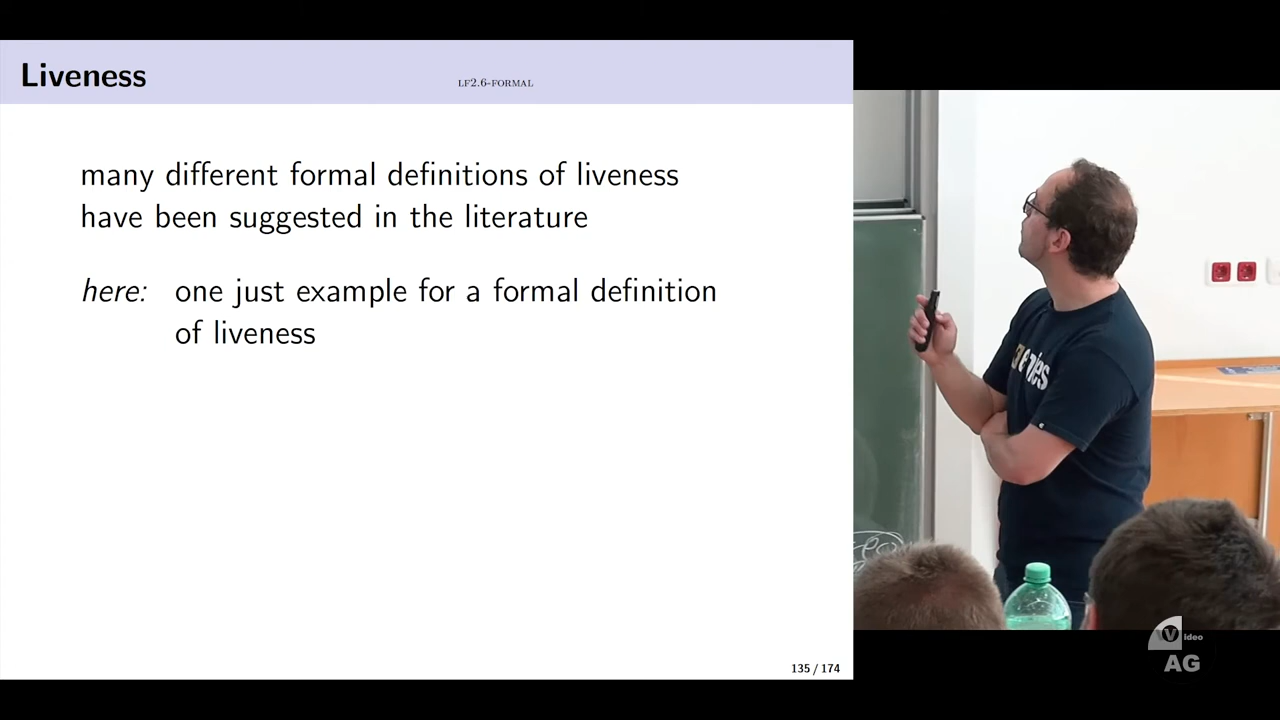 Liveness
LF2.6-FORMAL
many different formal definitions of liveness
have been suggested in the literature
here: one just example for a formal definition
of liveness
135 / 174
Video
AG